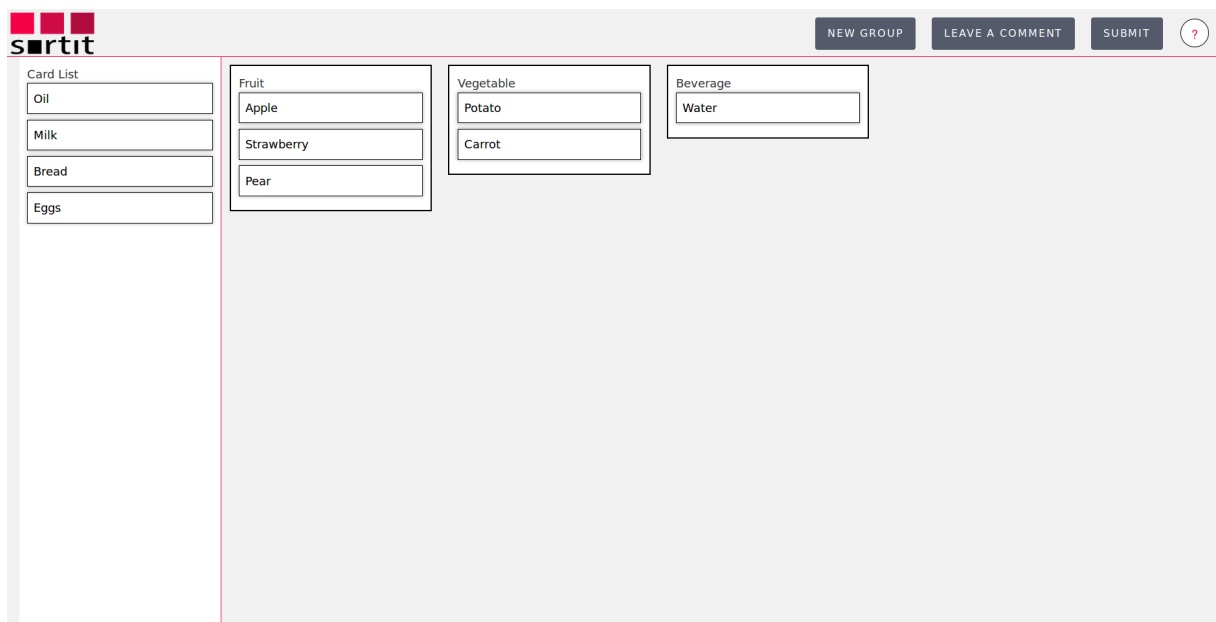 sortit
NEW GROUP
LEAVE A COMMENT
SUBMIT
?
Card List
Oil
Milk
Bread
Eggs
Fruit
Apple
Strawberry
Pear
Vegetable
Potato
Carrot
Beverage
Water